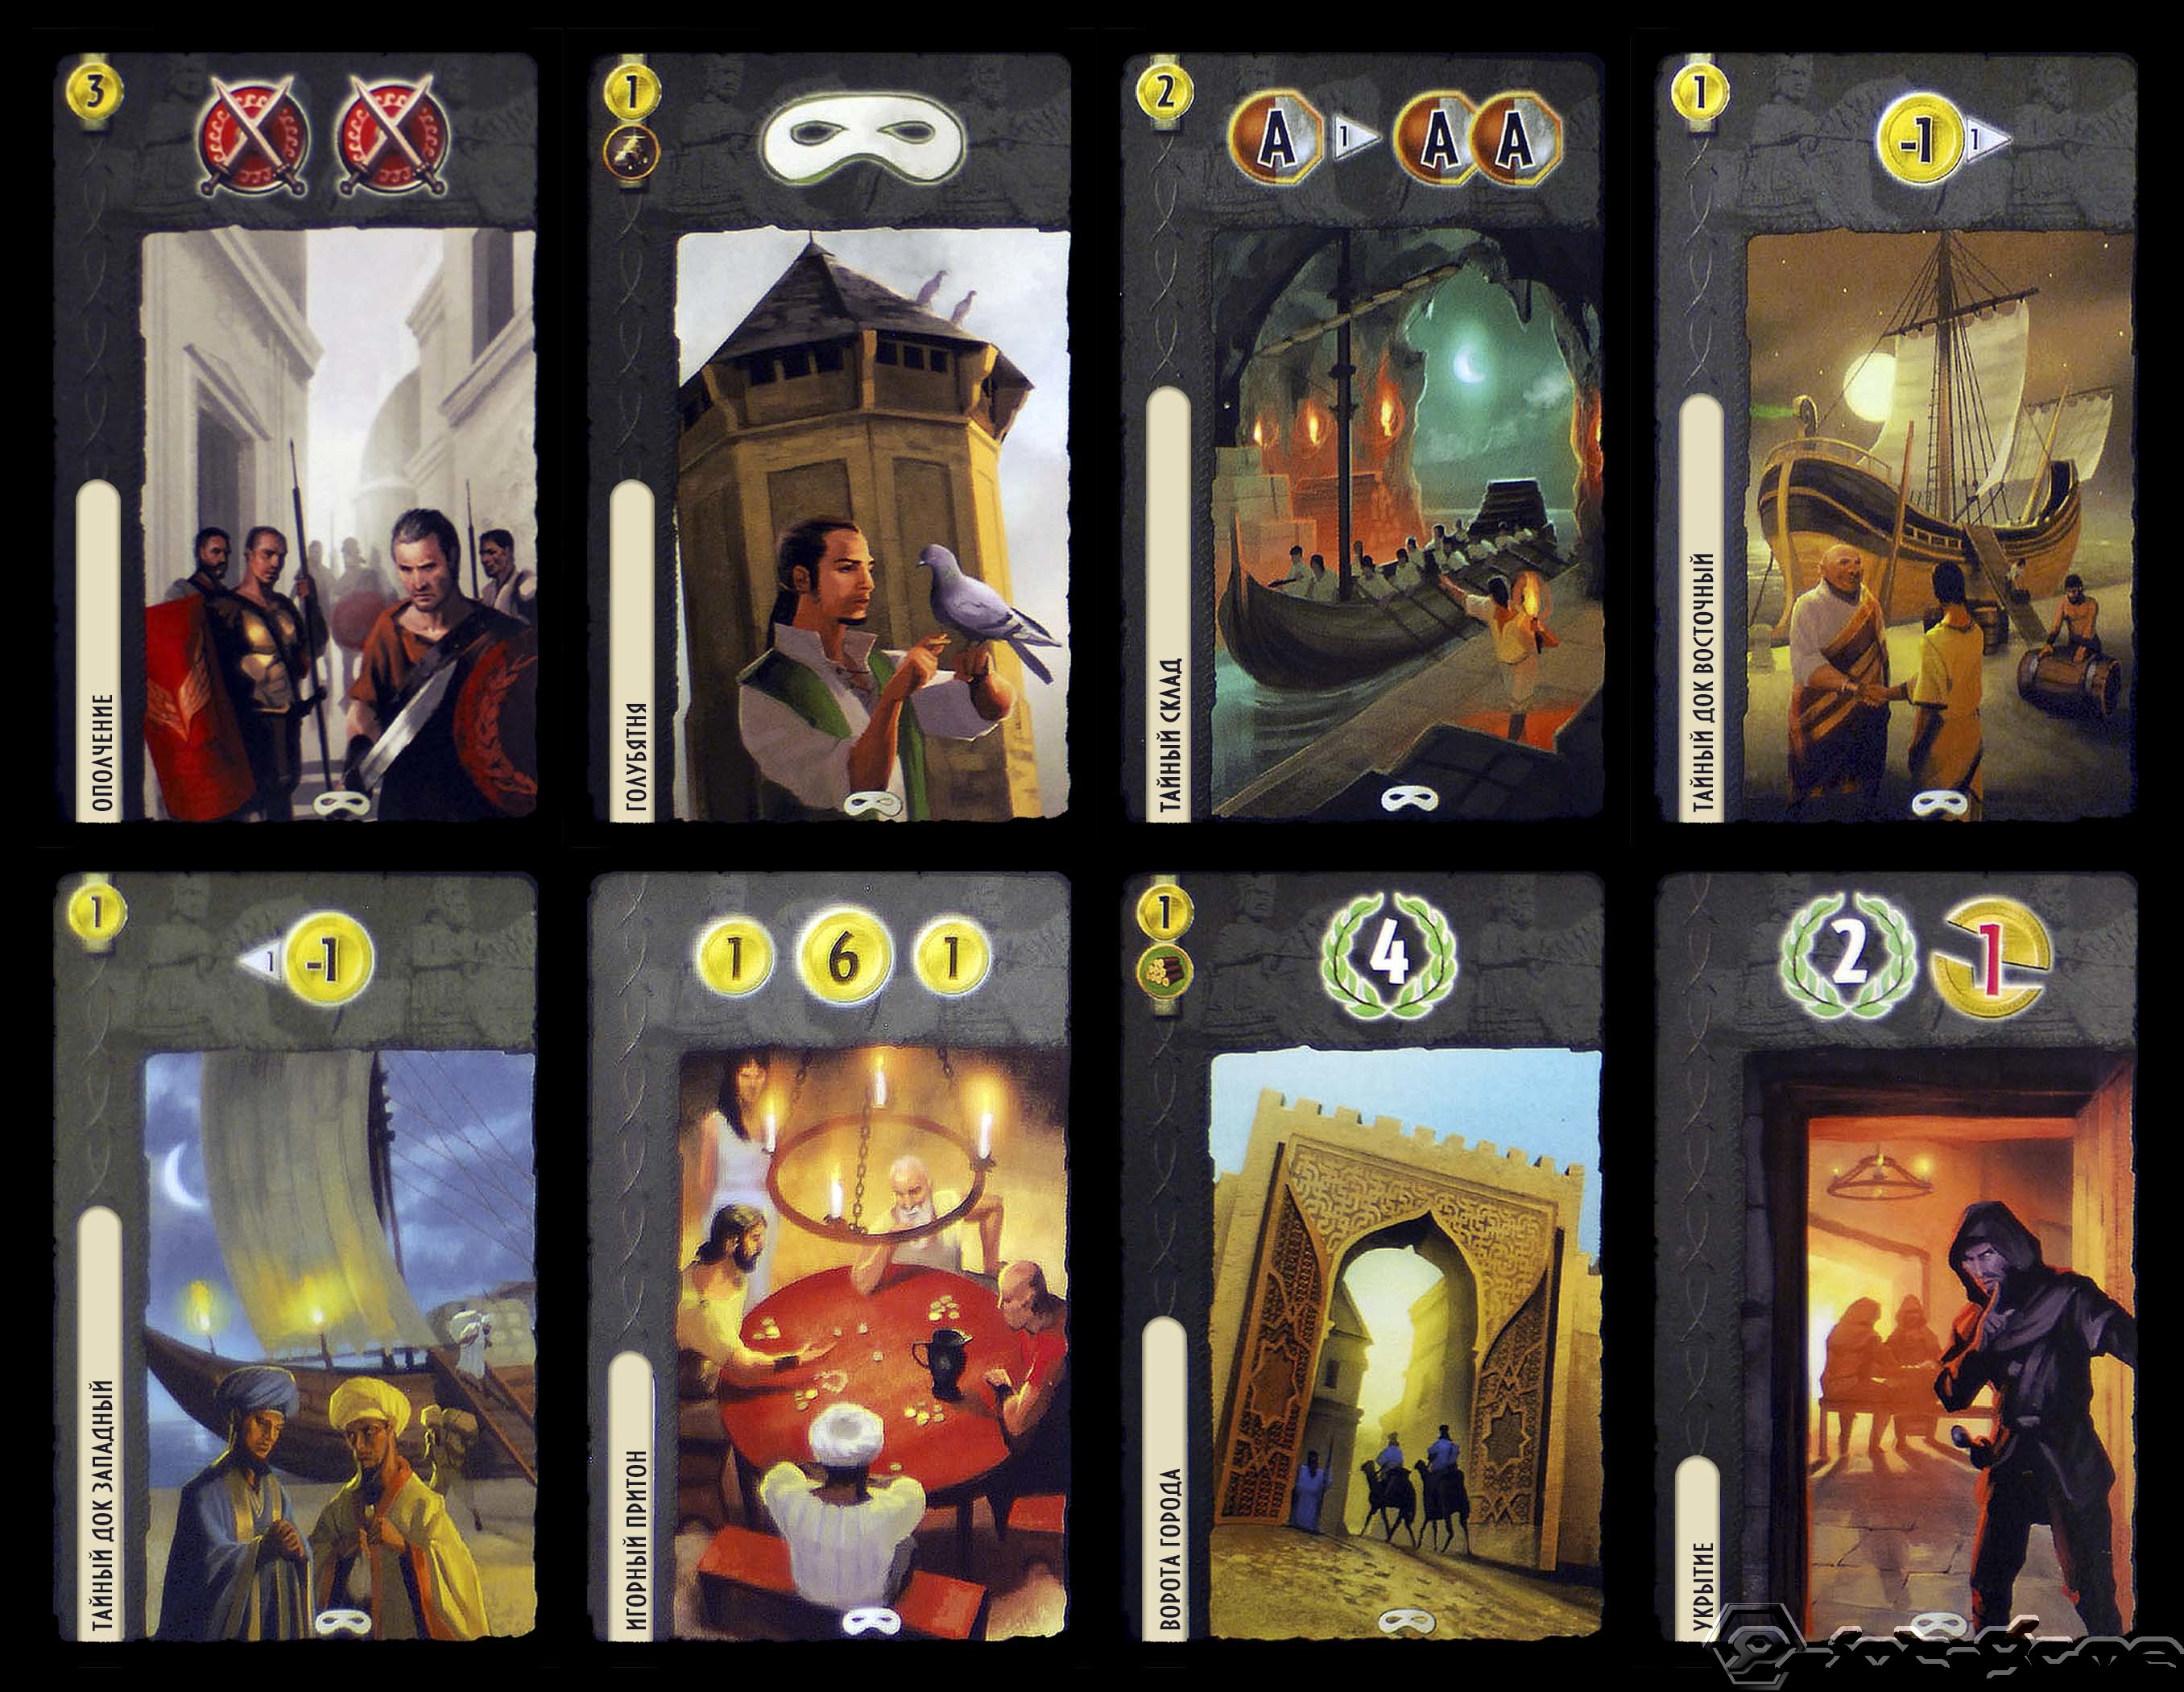 3
ОПОЛЧЕНИЕ
1
ГОЛУБЯТНЯ
2
A 1 A A
ТАЙНЫЙ СКЛАД
1
-1 1
ТАЙНЫЙ ДОК ВОСТОЧНЫЙ
1
1 -1
ТАЙНЫЙ ДОК ЗАПАДНЫЙ
1 6 1
ИГОРНЫЙ ПРИТОН
1
4
ВОРОТА ГОРОДА
2 1
УКРЫТИЕ